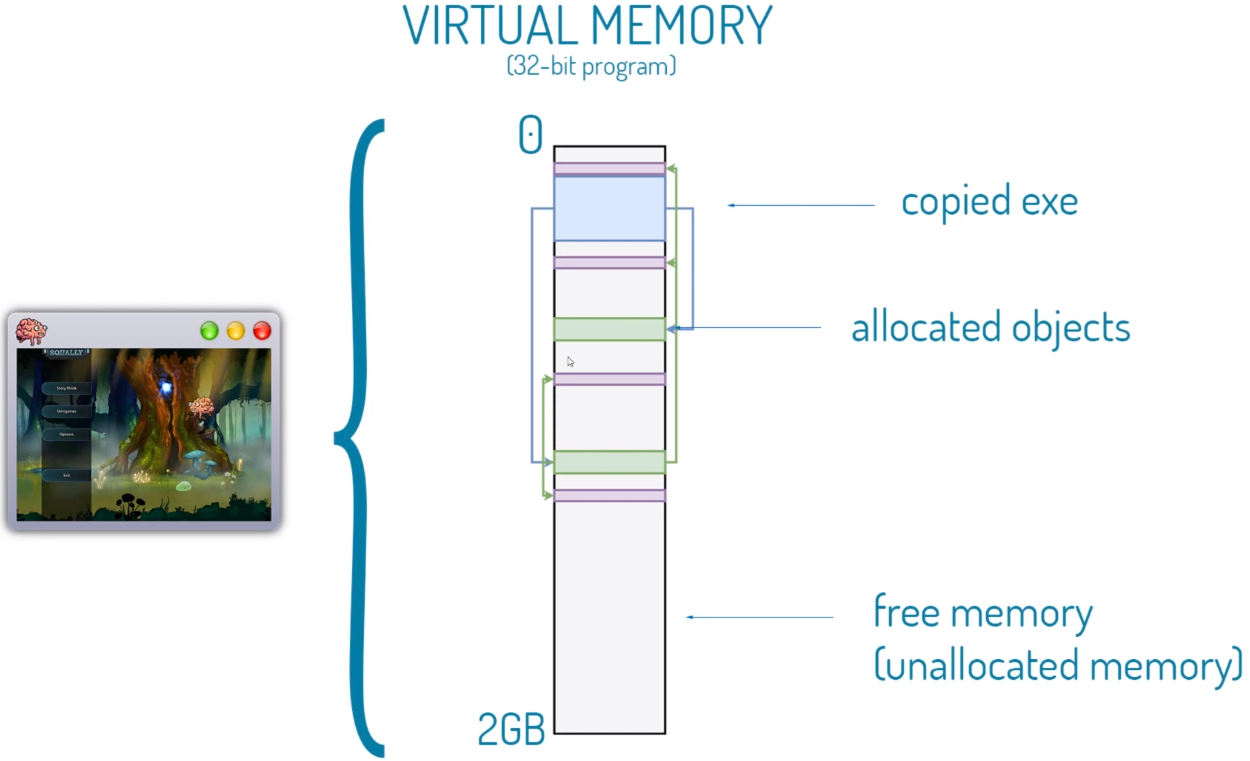 VIRTUAL MEMORY
(32-bit program)
0
copied exe
allocated objects
SQUALLY
Story Mode
Minigames
Options
Exit
free memory
(unallocated memory)
2GB